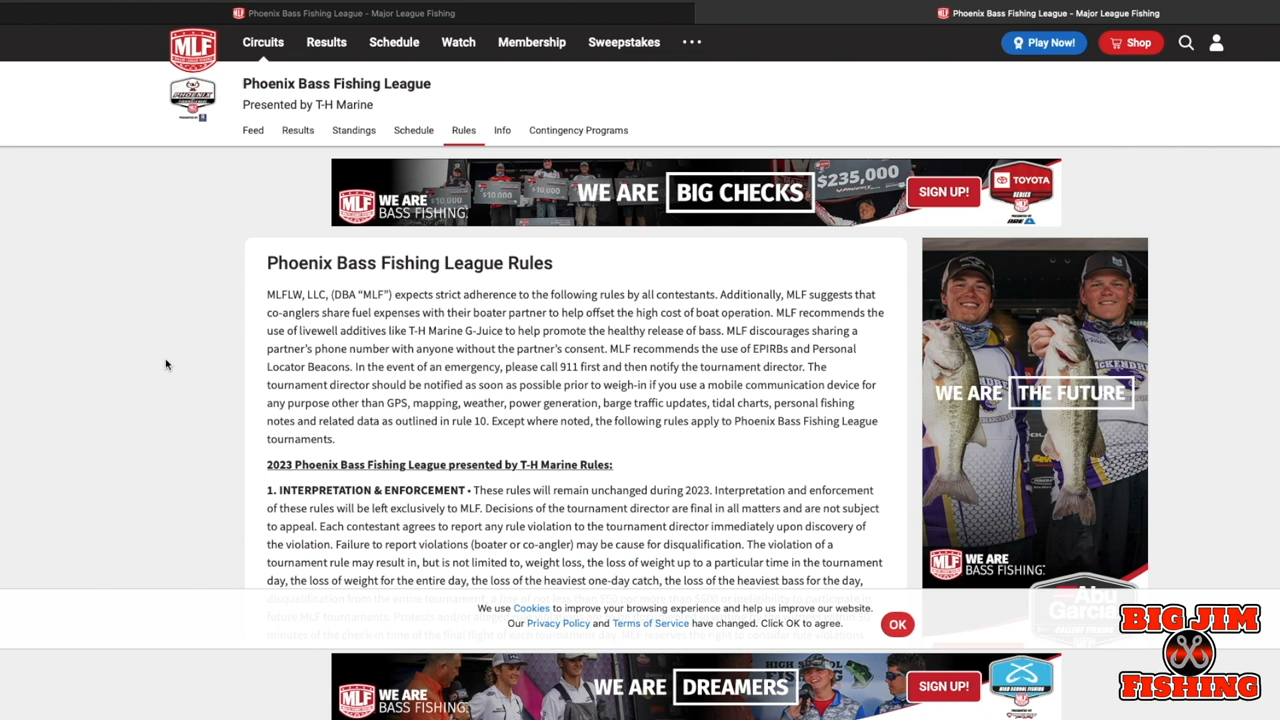 Phoenix Bass Fishing League - Major League Fishing
Phoenix Bass Fishing League - Major League Fishing
MLF
Circuits
Results
Schedule
Watch
Membership
Sweepstakes
Play Now!
Shop
PHOENIX
Phoenix Bass Fishing League
Presented by T-H Marine
Feed
Results
Standings
Schedule
Rules
Info
Contingency Programs
MLF
WE ARE
BASS FISHING.
$10,000
$10,000
$10,000
WE ARE BIG CHECKS
$235,000
SIGN UP!
TOYOTA
SERIES
Phoenix Bass Fishing League Rules
MLFLW, LLC, (DBA “MLF”) expects strict adherence to the following rules by all contestants. Additionally, MLF suggests that
co-anglers share fuel expenses with their boater partner to help offset the high cost of boat operation. MLF recommends the
use of livewell additives like T-H Marine G-Juice to help promote the healthy release of bass. MLF discourages sharing a
partner’s phone number with anyone without the partner’s consent. MLF recommends the use of EPIRBs and Personal
Locator Beacons. In the event of an emergency, please call 911 first and then notify the tournament director. The
tournament director should be notified as soon as possible prior to weigh-in if you use a mobile communication device for
any purpose other than GPS, mapping, weather, power generation, barge traffic updates, tidal charts, personal fishing
notes and related data as outlined in rule 10. Except where noted, the following rules apply to Phoenix Bass Fishing League
tournaments.
2023 Phoenix Bass Fishing League presented by T-H Marine Rules:
1. INTERPRETATION & ENFORCEMENT • These rules will remain unchanged during 2023. Interpretation and enforcement
of these rules will be left exclusively to MLF. Decisions of the tournament director are final in all matters and are not subject
to appeal. Each contestant agrees to report any rule violation to the tournament director immediately upon discovery of
the violation. Failure to report violations (boater or co-angler) may be cause for disqualification. The violation of a
tournament rule may result in, but is not limited to, weight loss, the loss of weight up to a particular time in the tournament
day, the loss of weight for the entire day, the loss of the heaviest one-day catch, the loss of the heaviest bass for the day,
WE ARE THE FUTURE
MLF
WE ARE
BASS FISHING.
Abu
Garcia
We use Cookies to improve your browsing experience and help us improve our website.
Our Privacy Policy and Terms of Service have changed. Click OK to agree.
OK
MLF
WE ARE
BASS FISHING.
WE ARE DREAMERS
SIGN UP!
HIGH SCHOOL FISHING
BIG JIM
FISHING